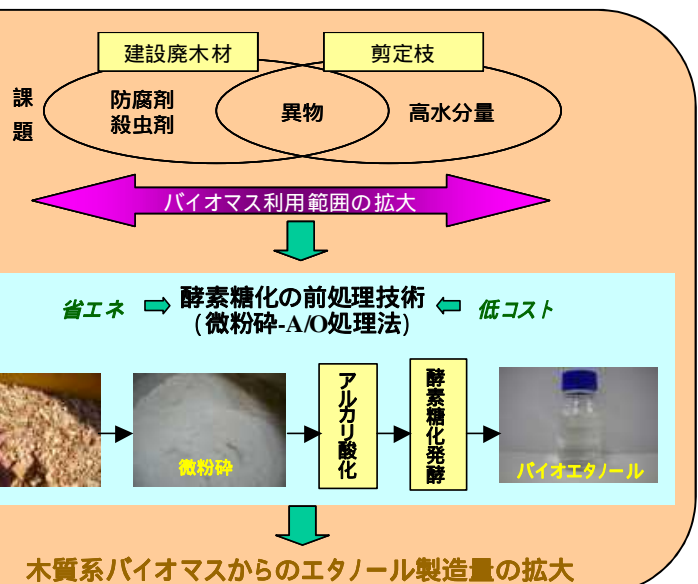 建設廃木材
剪定枝
課題
防腐剤
殺虫剤
異物
高水分量
バイオマス利用範囲の拡大
省エネ
酵素糖化の前処理技術
(微粉砕-A/O処理法)
低コスト
微粉砕
アルカリ酸化
酵素糖化発酵
バイオエタノール
木質系バイオマスからのエタノール製造量の拡大